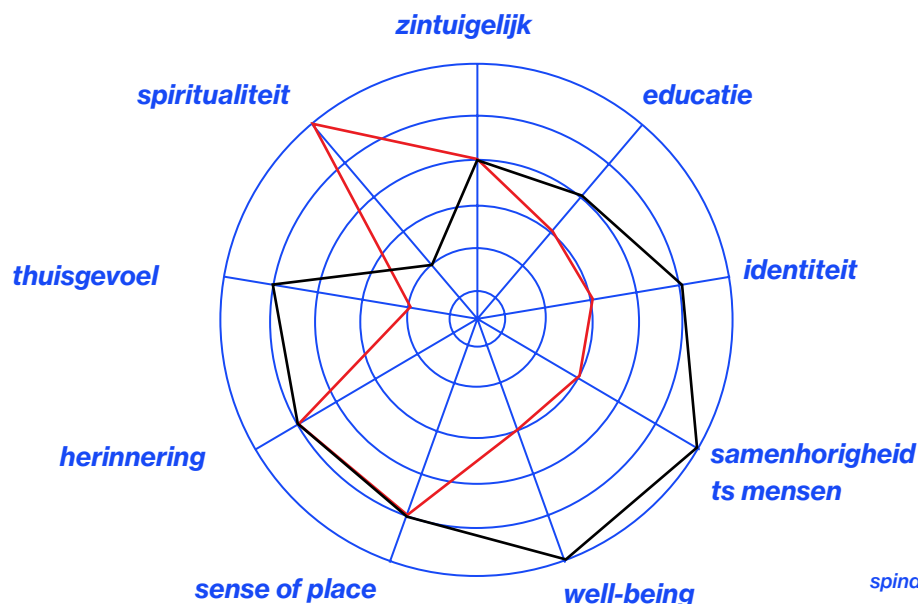 zintuigelijk
spiritualiteit
educatie
thuisgevoel
identiteit
herinnering
samenhorigheid
ts mensen
sense of place
well-being